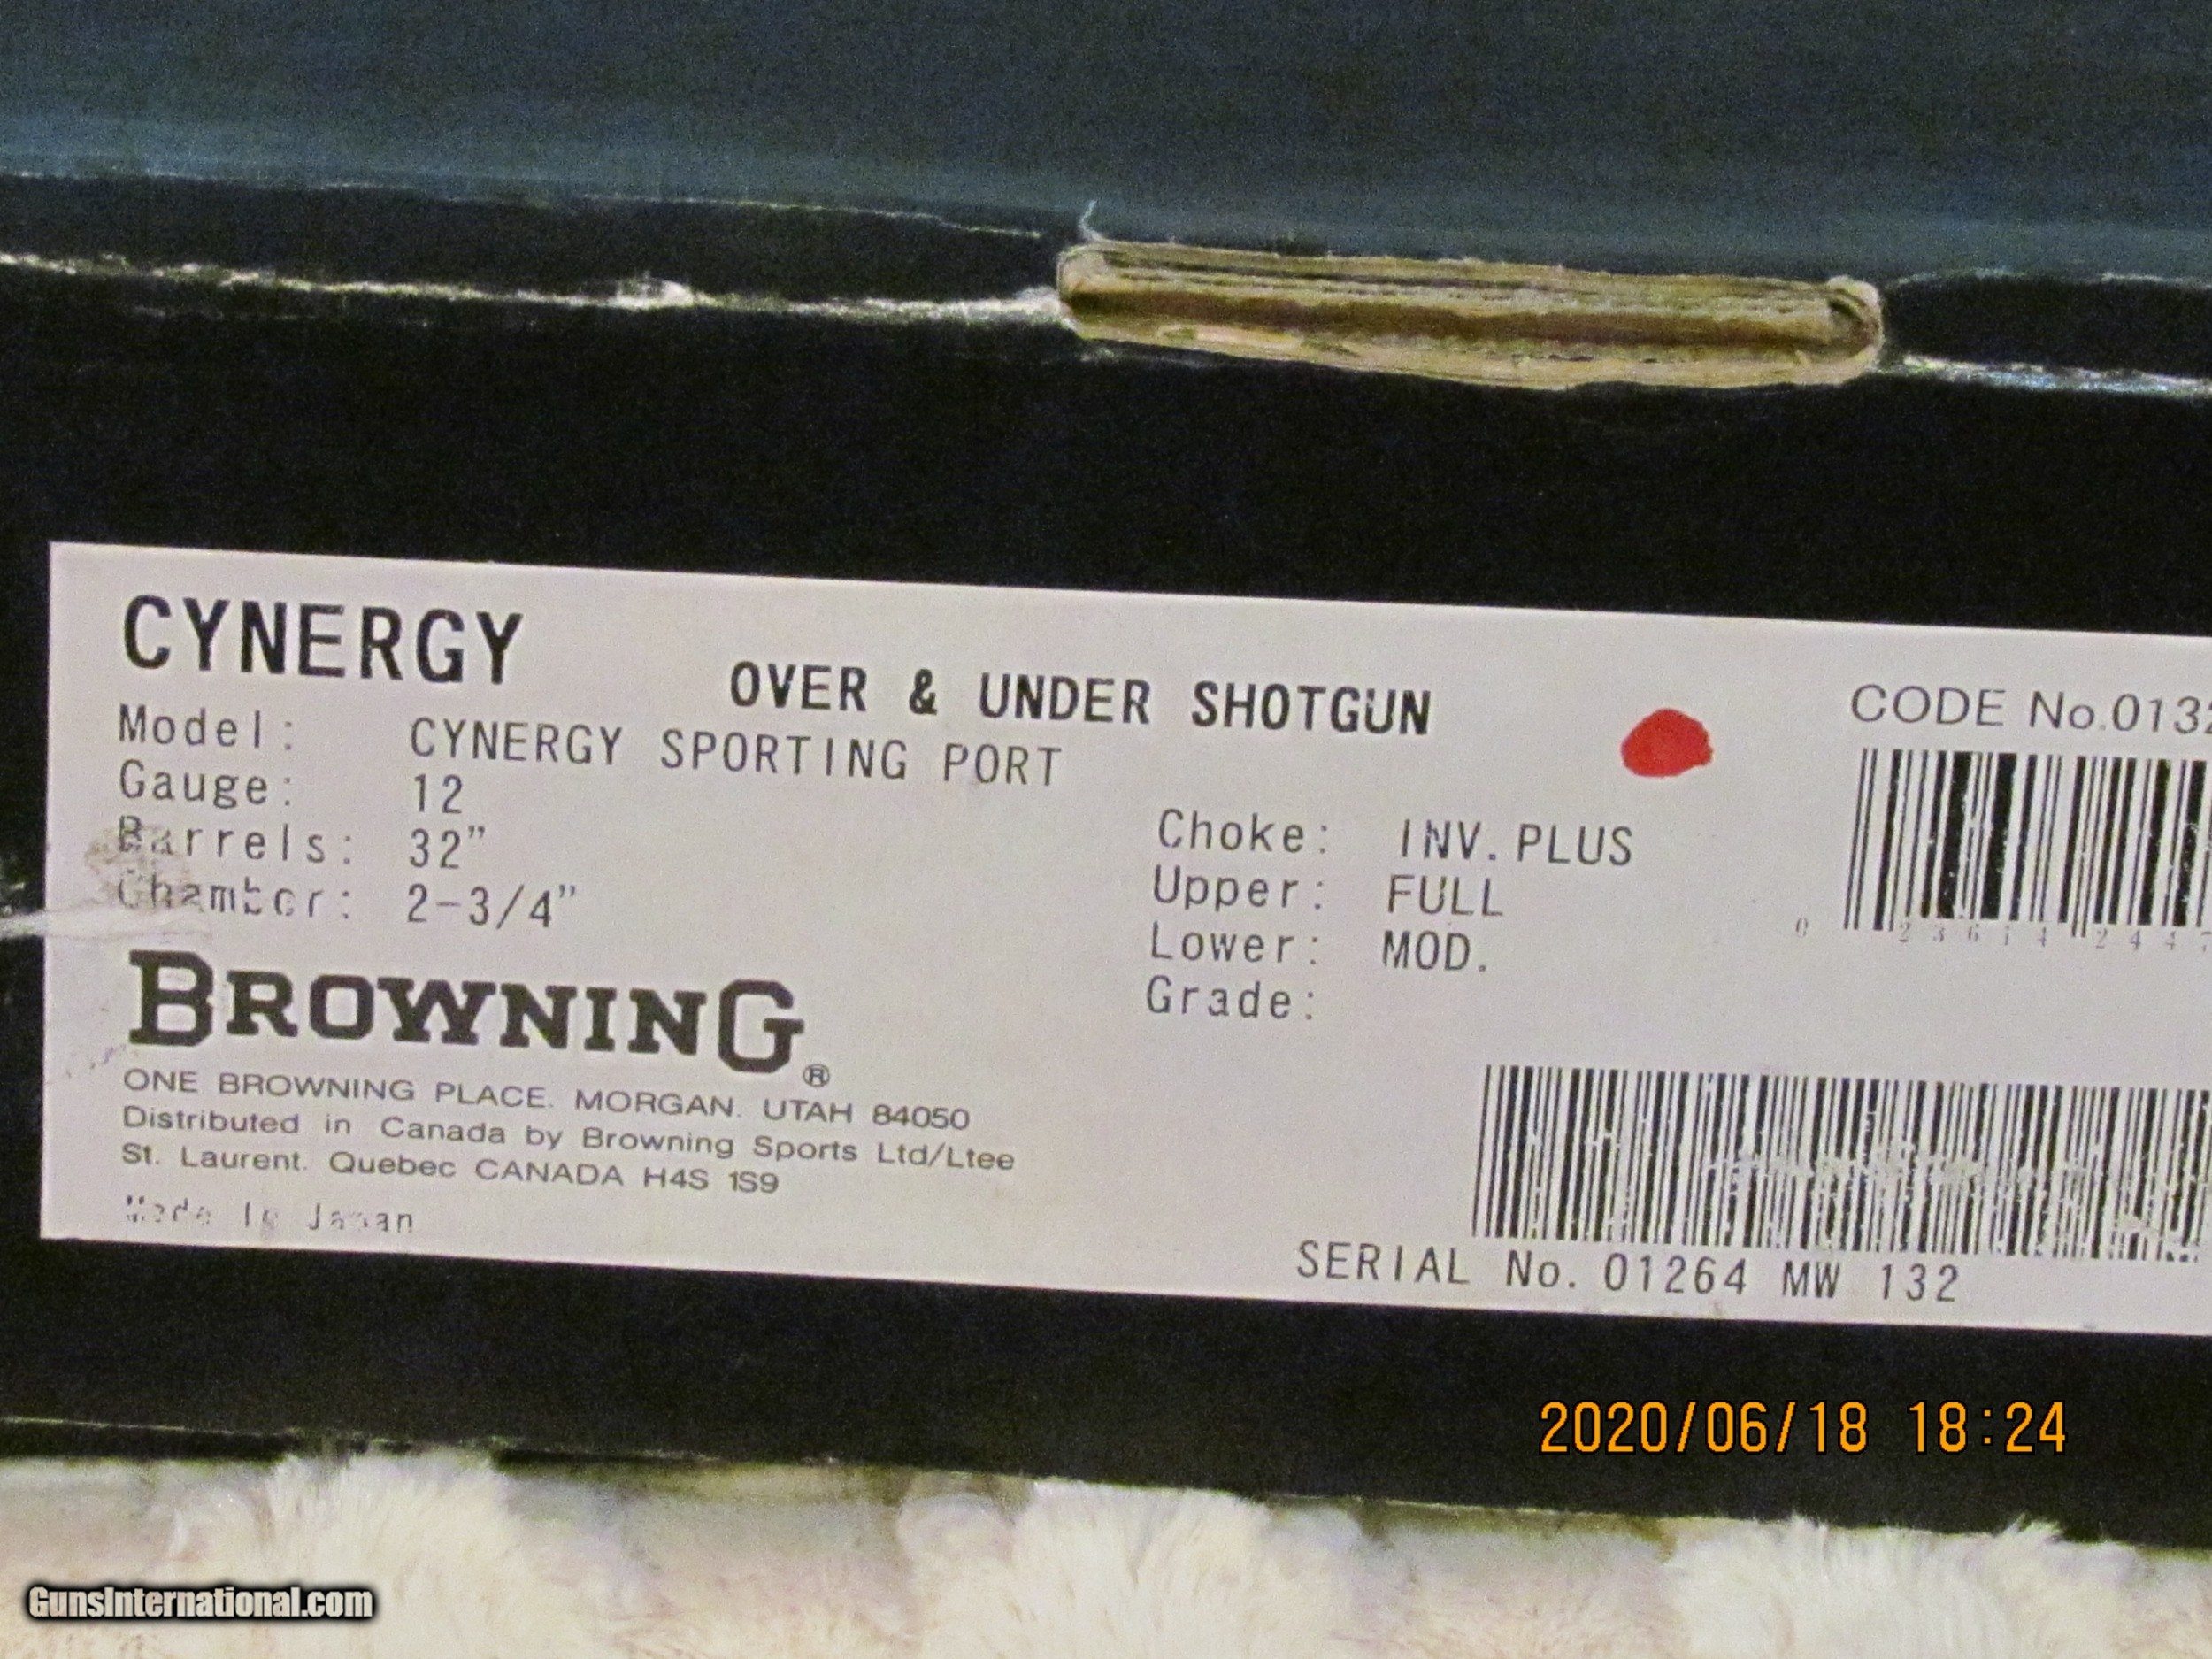 CYNERGY
OVER & UNDER SHOTGUN
Model: CYNERGY SPORTING PORT
Gauge: 12
Barrels: 32"
Chamber: 2-3/4"
Choke: INV. PLUS
Upper: FULL
Lower: MOD.
Grade:
CODE No.013
0 23614 2447
BROWNING®
ONE BROWNING PLACE. MORGAN. UTAH 84050
Distributed in Canada by Browning Sports Ltd/Ltee
St. Laurent. Quebec CANADA H4S 1S9
Made In Japan
SERIAL No. 01264 MW 132
2020/06/18 18:24
GunsInternational.com